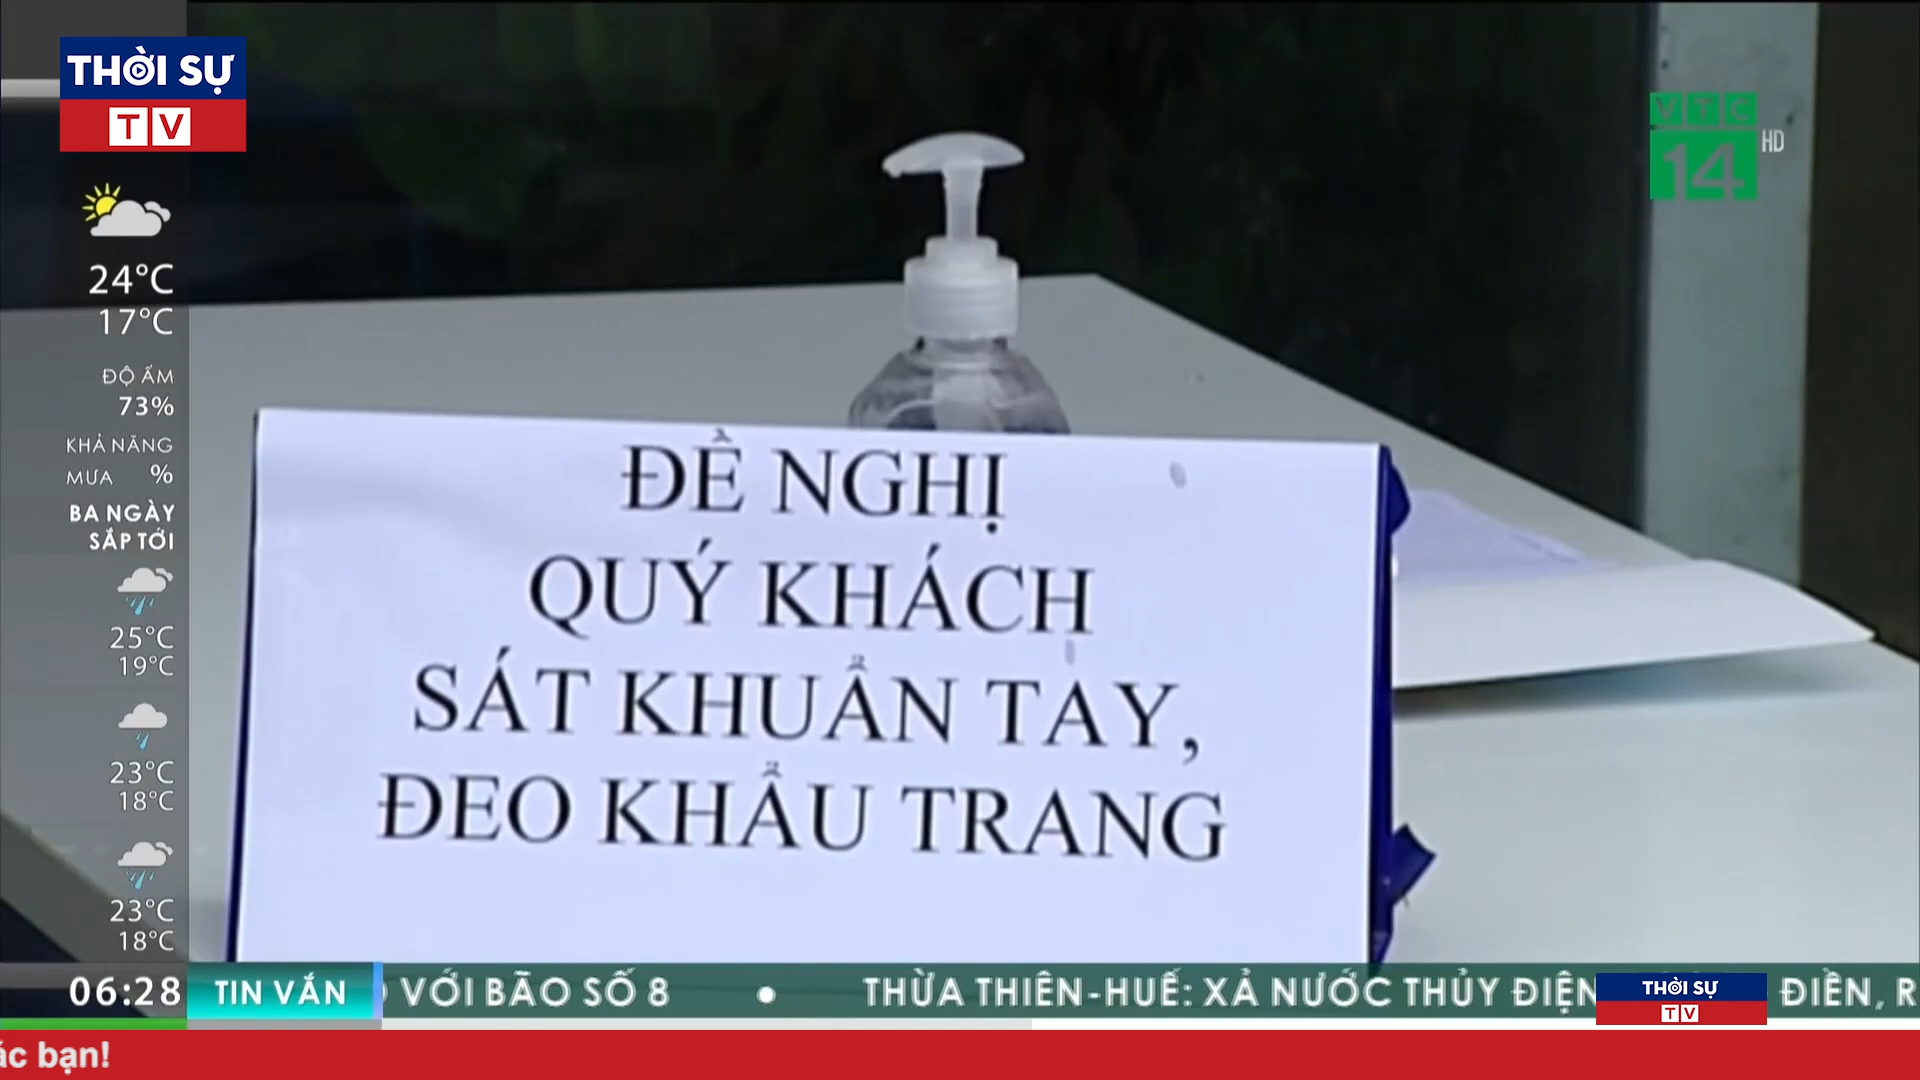 THỜI SỰ
TV
VTC
14 HD
24°C
17°C
ĐỘ ẨM
73%
KHẢ NĂNG
MƯA %
BA NGÀY
SẮP TỚI
25°C
19°C
23°C
18°C
23°C
18°C
ĐỀ NGHỊ
QUÝ KHÁCH
SÁT KHUẨN TAY,
ĐEO KHẨU TRANG
06:28 TIN VẮN VỚI BÃO SỐ 8 • THỪA THIÊN-HUẾ: XẢ NƯỚC THỦY ĐIỆN ĐIỀN, R
THỜI SỰ
TV
ác bạn!